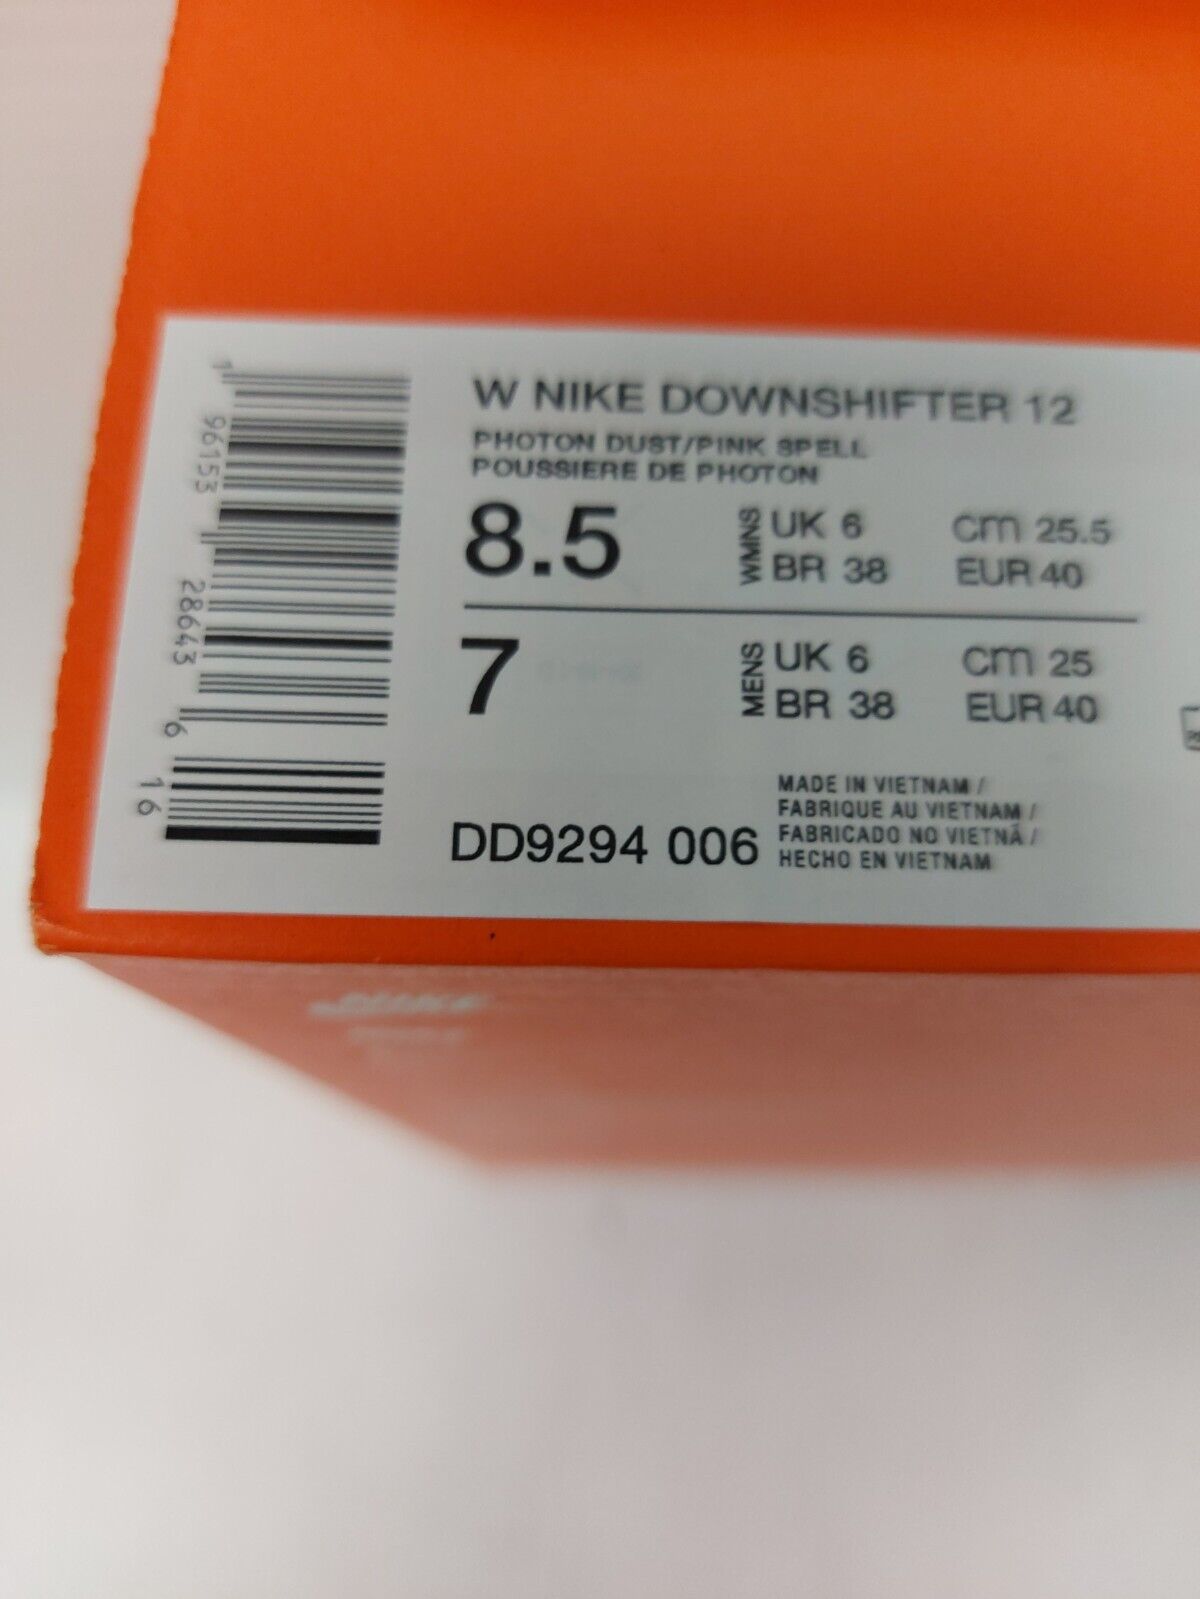 W NIKE DOWNSHIFTER 12
PHOTON DUST/PINK SPELL
POUSSIERE DE PHOTON
8.5 WMNS UK 6 cm 25.5
BR 38 EUR 40
7 MENS UK 6 cm 25
BR 38 EUR 40
DD9294 006
MADE IN VIETNAM /
FABRIQUE AU VIETNAM /
FABRICADO NO VIETNÃ /
HECHO EN VIETNAM
1 96153 28643 6 16
NIKE